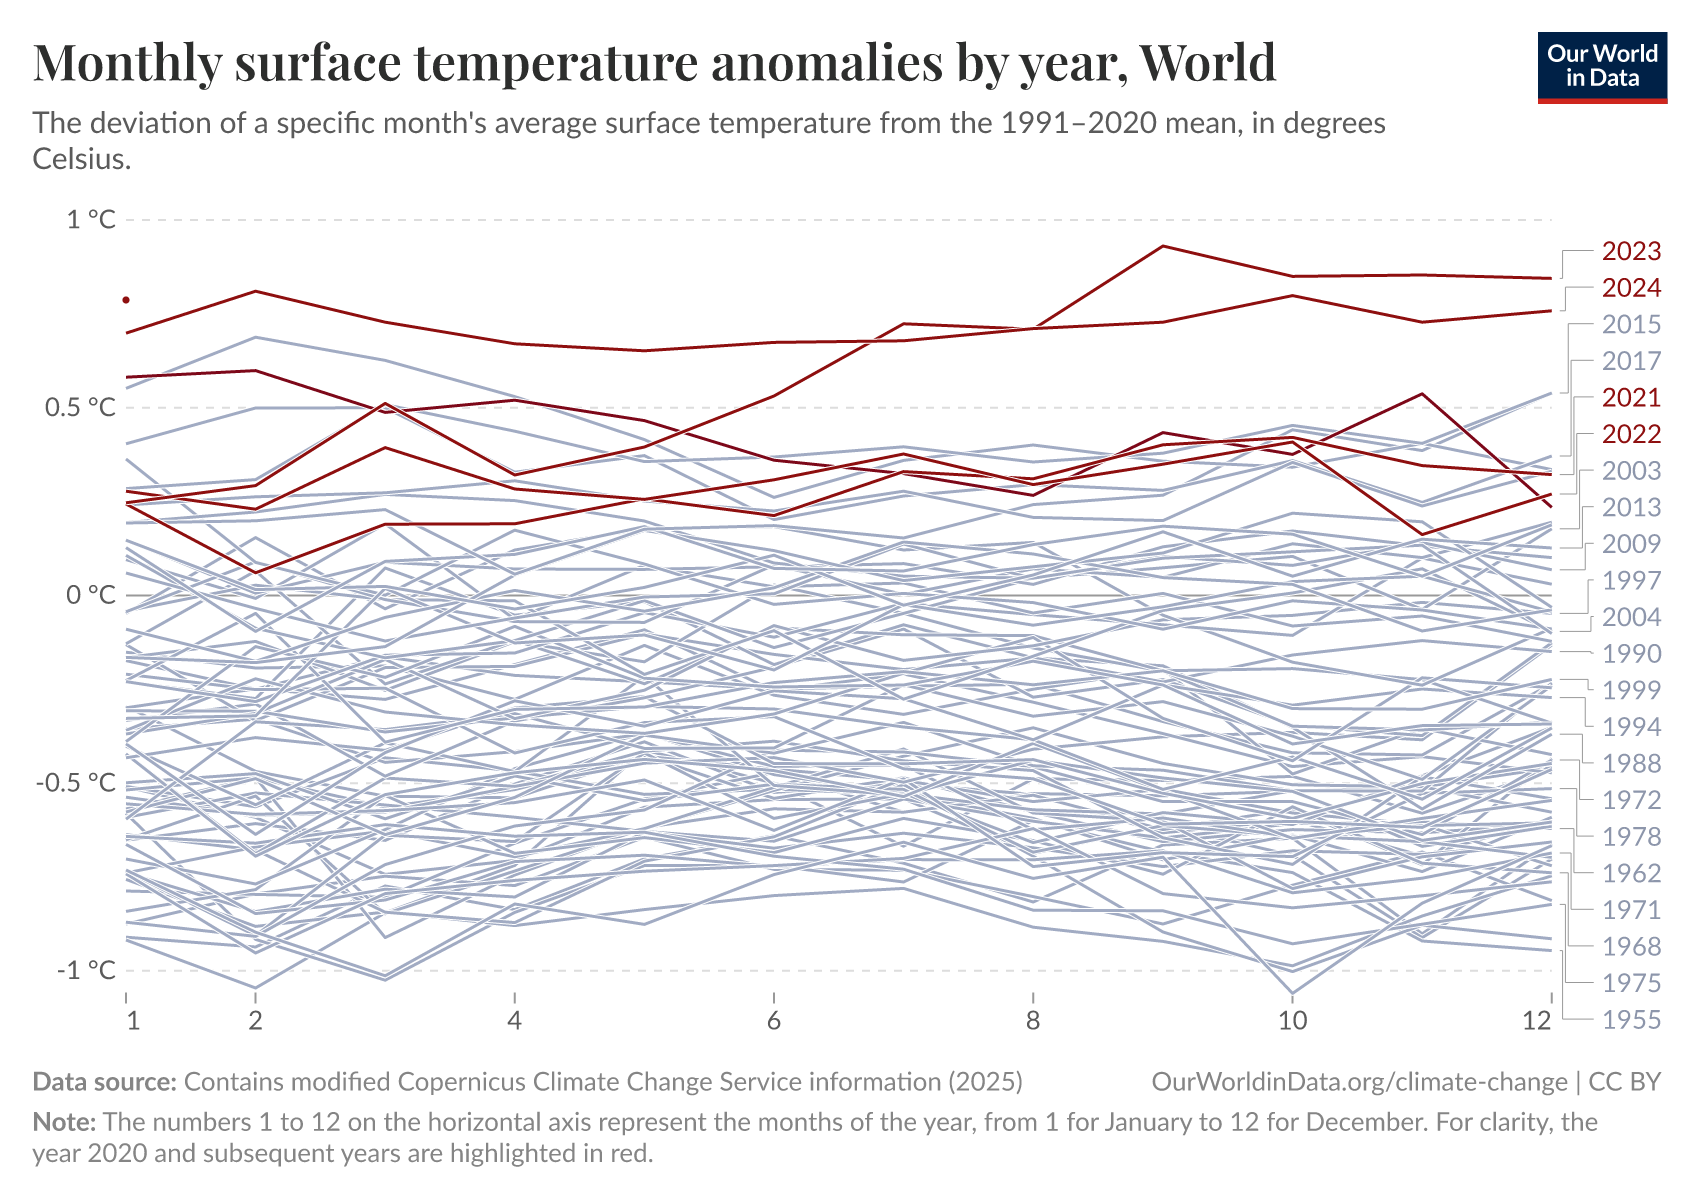 Monthly surface temperature anomalies by year, World
Our World
in Data
The deviation of a specific month's average surface temperature from the 1991–2020 mean, in degrees
Celsius.
1 °C
0.5 °C
0 °C
-0.5 °C
-1 °C
2023
2024
2015
2017
2021
2022
2003
2013
2009
1997
2004
1990
1999
1994
1988
1972
1978
1962
1971
1968
1975
1955
1 2 4 6 8 10 12
Data source: Contains modified Copernicus Climate Change Service information (2025)
OurWorldinData.org/climate-change | CC BY
Note: The numbers 1 to 12 on the horizontal axis represent the months of the year, from 1 for January to 12 for December. For clarity, the
year 2020 and subsequent years are highlighted in red.